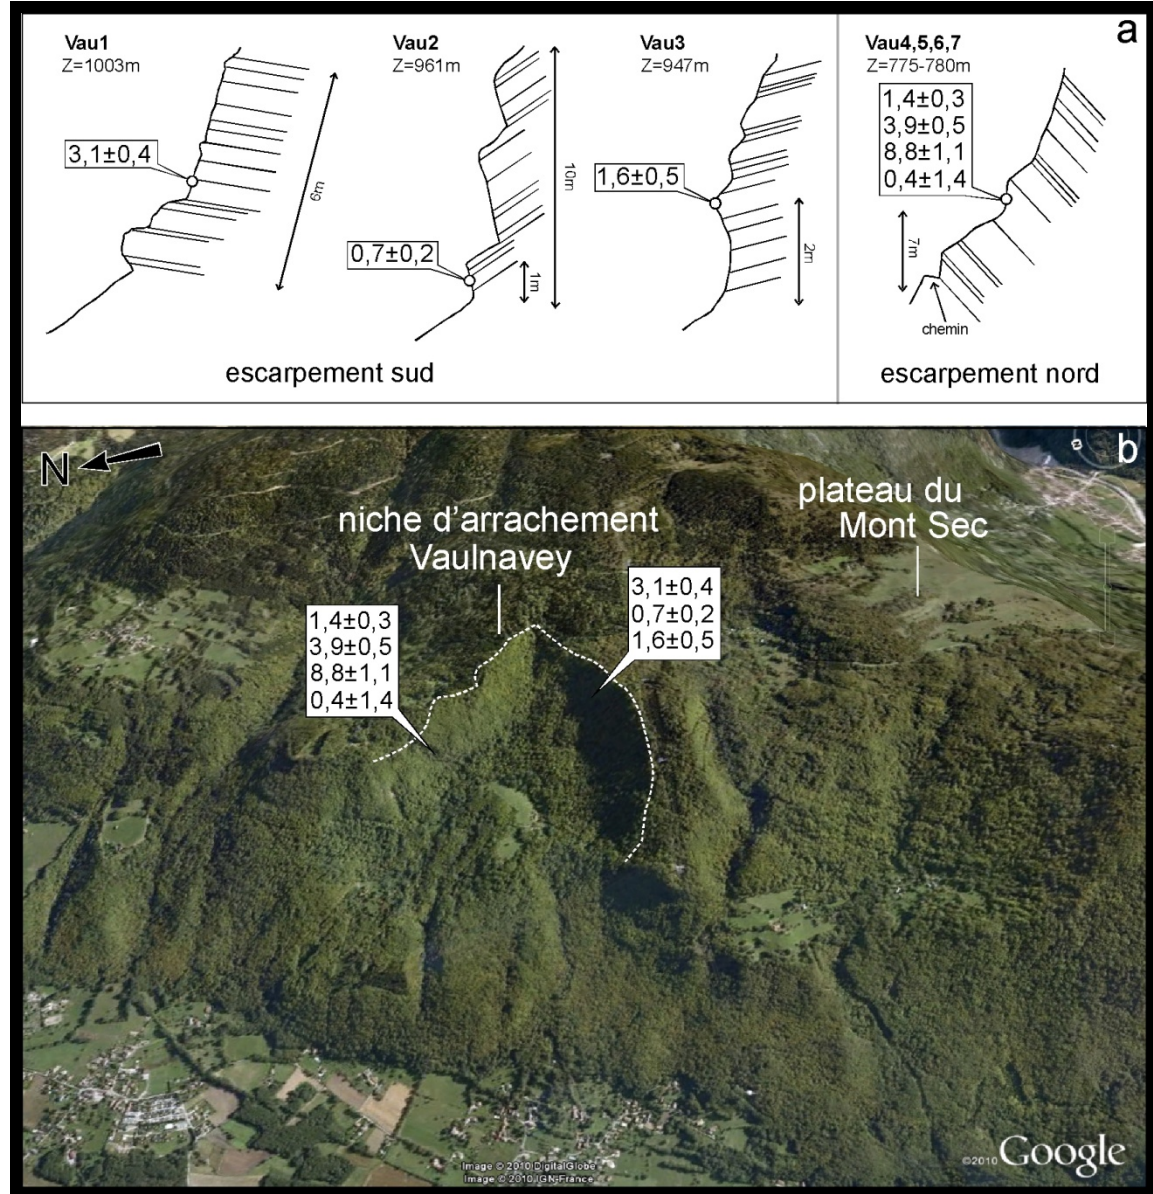 a
Vau1
Z=1003m
3,1±0,4
6m
Vau2
Z=961m
0,7±0,2
10m
1m
Vau3
Z=947m
1,6±0,5
2m
escarpement sud
Vau4,5,6,7
Z=775-780m
1,4±0,3
3,9±0,5
8,8±1,1
0,4±1,4
7m
chemin
escarpement nord
b
N
niche d'arrachement
Vaulnavey
plateau du
Mont Sec
1,4±0,3
3,9±0,5
8,8±1,1
0,4±1,4
3,1±0,4
0,7±0,2
1,6±0,5
Image © 2010 DigitalGlobe
Image © 2010 IGN-France
©2010 Google